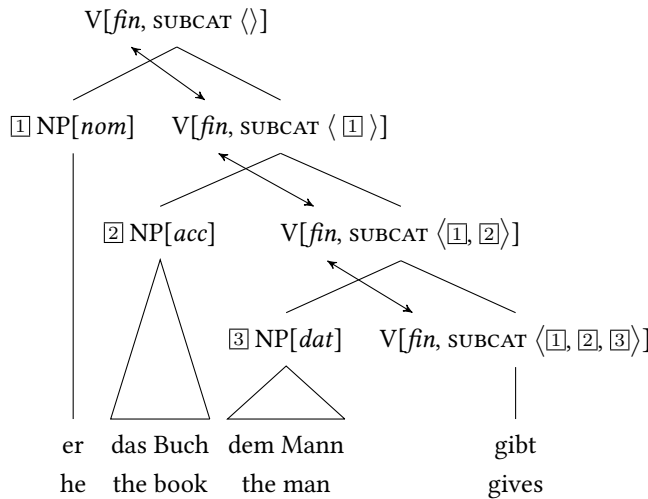 V[fin, SUBCAT ⟨⟩]
1 NP[nom] V[fin, SUBCAT ⟨ 1 ⟩]
2 NP[acc] V[fin, SUBCAT ⟨1, 2⟩]
3 NP[dat] V[fin, SUBCAT ⟨1, 2, 3⟩]
er das Buch dem Mann gibt
he the book the man gives